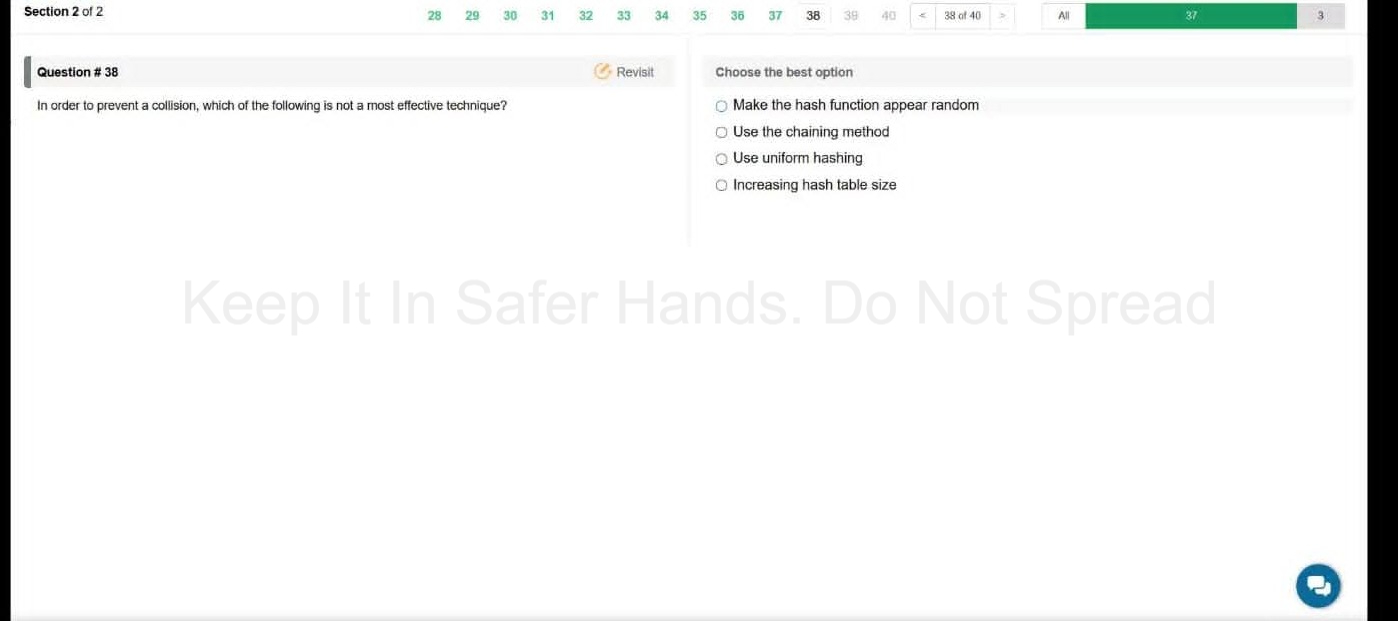 Section 2 of 2
28 29 30 31 32 33 34 35 36 37 38 39 40 < 38 of 40 > All 37 3
Question # 38
Revisit
In order to prevent a collision, which of the following is not a most effective technique?
Choose the best option
Make the hash function appear random
Use the chaining method
Use uniform hashing
Increasing hash table size
Keep It In Safer Hands. Do Not Spread